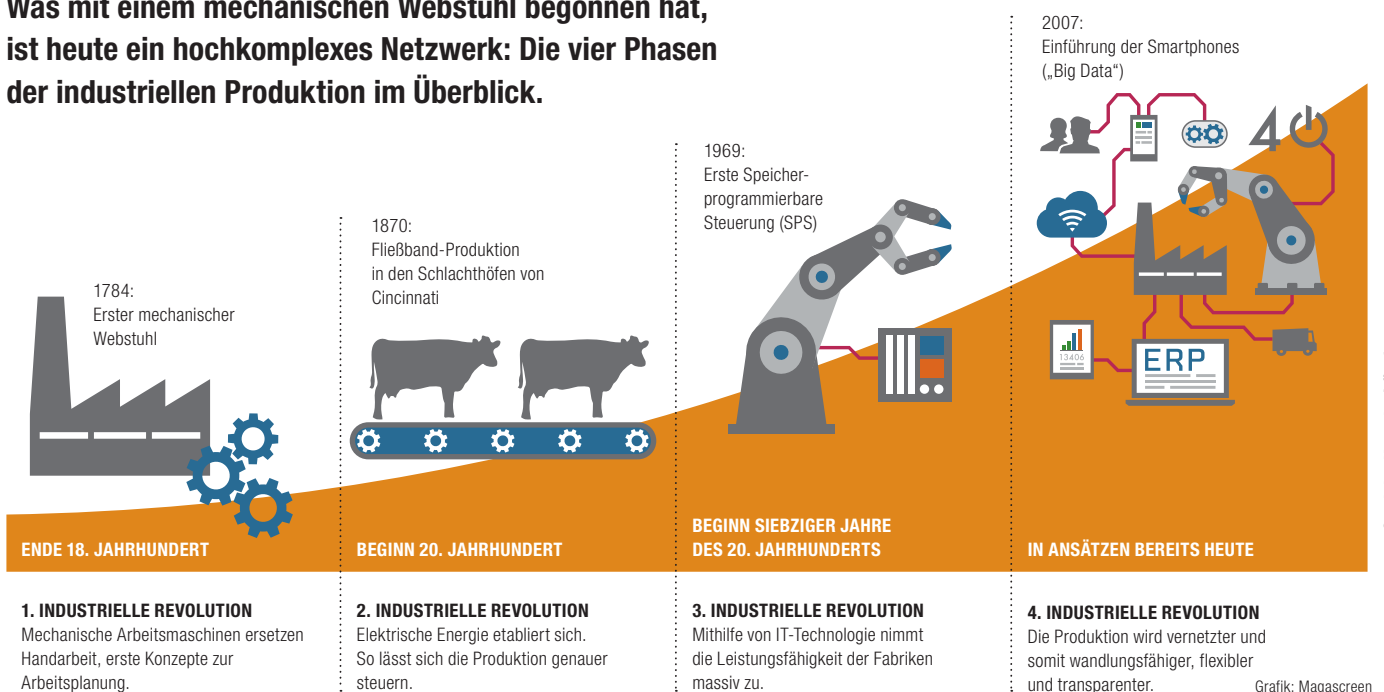 Was mit einem mechanischen Webstuhl begonnen hat,
ist heute ein hochkomplexes Netzwerk: Die vier Phasen
der industriellen Produktion im Überblick.
1784:
Erster mechanischer
Webstuhl
1870:
Fließband-Produktion
in den Schlachthöfen von
Cincinnati
1969:
Erste Speicher-
programmierbare
Steuerung (SPS)
2007:
Einführung der Smartphones
(„Big Data“)
4
13406
ERP
ENDE 18. JAHRHUNDERT
BEGINN 20. JAHRHUNDERT
BEGINN SIEBZIGER JAHRE
DES 20. JAHRHUNDERTS
IN ANSÄTZEN BEREITS HEUTE
1. INDUSTRIELLE REVOLUTION
Mechanische Arbeitsmaschinen ersetzen
Handarbeit, erste Konzepte zur
Arbeitsplanung.
2. INDUSTRIELLE REVOLUTION
Elektrische Energie etabliert sich.
So lässt sich die Produktion genauer
steuern.
3. INDUSTRIELLE REVOLUTION
Mithilfe von IT-Technologie nimmt
die Leistungsfähigkeit der Fabriken
massiv zu.
4. INDUSTRIELLE REVOLUTION
Die Produktion wird vernetzter und
somit wandlungsfähiger, flexibler
und transparenter.
Grafik: Magascreen